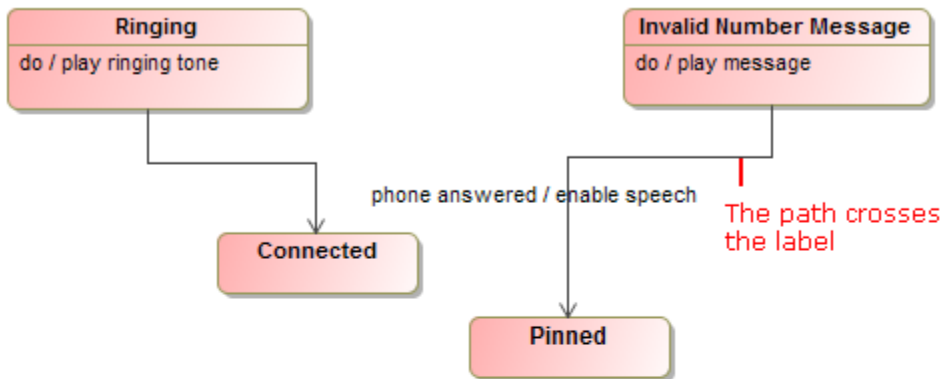 Ringing
do / play ringing tone
Invalid Number Message
do / play message
phone answered / enable speech
The path crosses
the label
Connected
Pinned